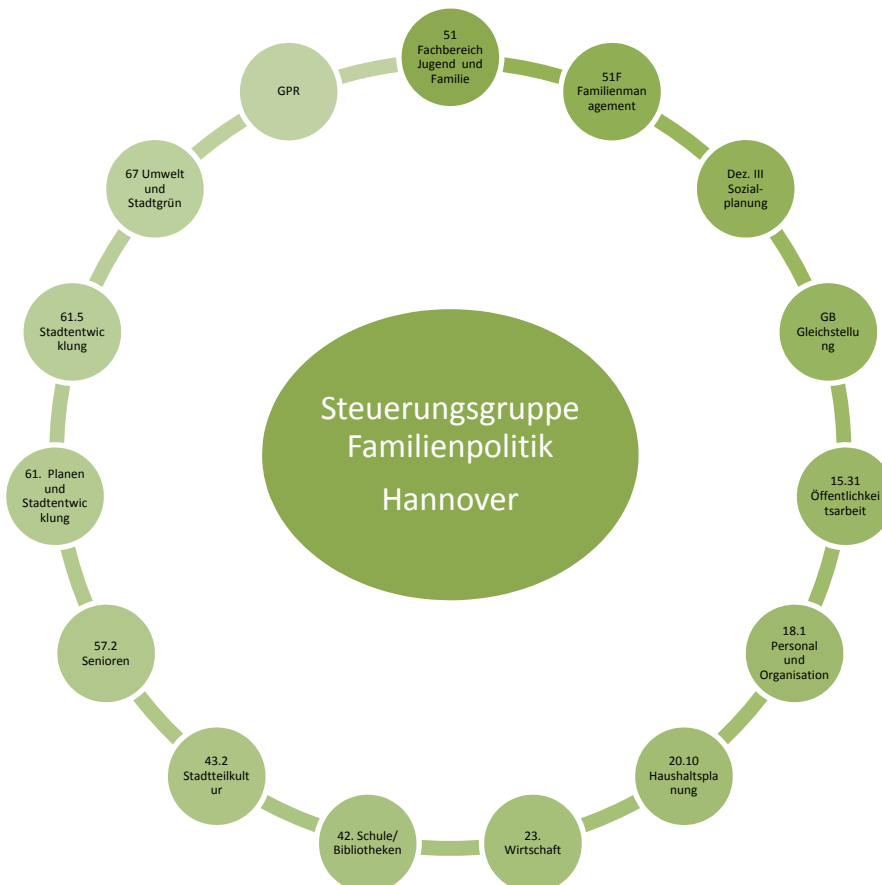 51
Fachbereich
Jugend und
Familie
51F
Familienman
agement
Dez. III
Sozial-
planung
GB
Gleichstellu
ng
15.31
Öffentlichkei
tsarbeit
18.1
Personal
und
Organisation
20.10
Haushaltspla
nung
23.
Wirtschaft
42. Schule/
Bibliotheken
43.2
Stadtteilkult
ur
57.2
Senioren
61. Planen
und
Stadtentwic
klung
61.5
Stadtentwic
klung
67 Umwelt
und
Stadtgrün
GPR
Steuerungsgruppe
Familienpolitik
Hannover